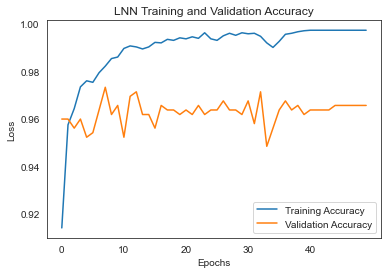 LNN Training and Validation Accuracy
1.00
0.98
0.96
0.94
0.92
Loss
0
10
20
30
40
Epochs
Training Accuracy
Validation Accuracy